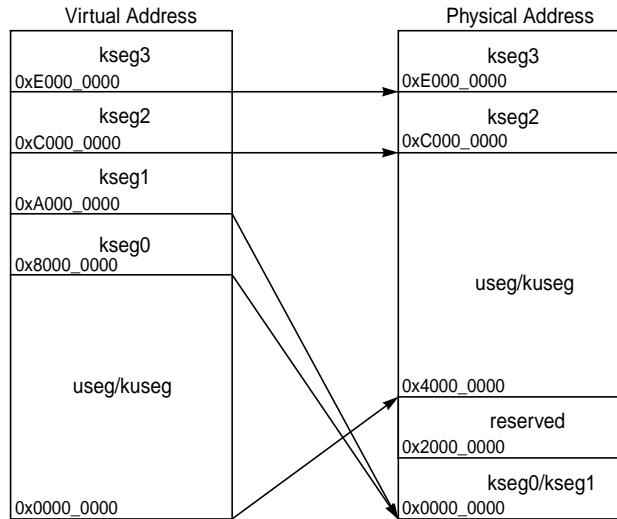 Virtual Address
kseg3
0xE000_0000
kseg2
0xC000_0000
kseg1
0xA000_0000
kseg0
0x8000_0000
useg/kuseg
0x0000_0000
Physical Address
kseg3
0xE000_0000
kseg2
0xC000_0000
useg/kuseg
0x4000_0000
reserved
0x2000_0000
kseg0/kseg1
0x0000_0000